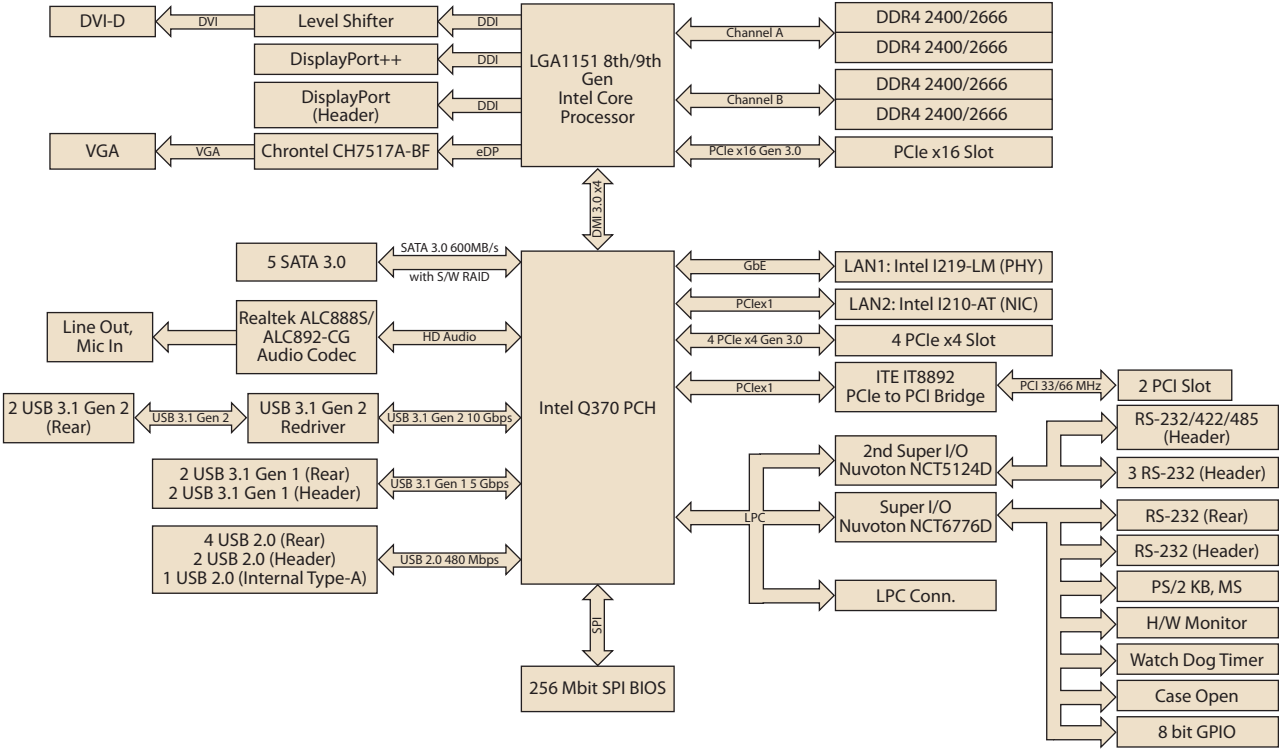 DVI-D
DVI
Level Shifter
DDI
DisplayPort++
DDI
DisplayPort
(Header)
DDI
VGA
VGA
Chrontel CH7517A-BF
eDP
LGA1151 8th/9th
Gen
Intel Core
Processor
Channel A
DDR4 2400/2666
DDR4 2400/2666
Channel B
DDR4 2400/2666
DDR4 2400/2666
PCIe x16 Gen 3.0
PCIe x16 Slot
DMI 3.0 x4
5 SATA 3.0
SATA 3.0 600MB/s
with S/W RAID
Line Out,
Mic In
Realtek ALC888S/
ALC892-CG
Audio Codec
HD Audio
2 USB 3.1 Gen 2
(Rear)
USB 3.1 Gen 2
USB 3.1 Gen 2
Redriver
USB 3.1 Gen 2 10 Gbps
2 USB 3.1 Gen 1 (Rear)
2 USB 3.1 Gen 1 (Header)
USB 3.1 Gen 1 5 Gbps
4 USB 2.0 (Rear)
2 USB 2.0 (Header)
1 USB 2.0 (Internal Type-A)
USB 2.0 480 Mbps
Intel Q370 PCH
GbE
LAN1: Intel I219-LM (PHY)
PCIex1
LAN2: Intel I210-AT (NIC)
4 PCIe x4 Gen 3.0
4 PCIe x4 Slot
PCIex1
ITE IT8892
PCIe to PCI Bridge
PCI 33/66 MHz
2 PCI Slot
LPC
2nd Super I/O
Nuvoton NCT5124D
RS-232/422/485
(Header)
3 RS-232 (Header)
Super I/O
Nuvoton NCT6776D
RS-232 (Rear)
RS-232 (Header)
PS/2 KB, MS
H/W Monitor
Watch Dog Timer
Case Open
8 bit GPIO
LPC Conn.
SPI
256 Mbit SPI BIOS